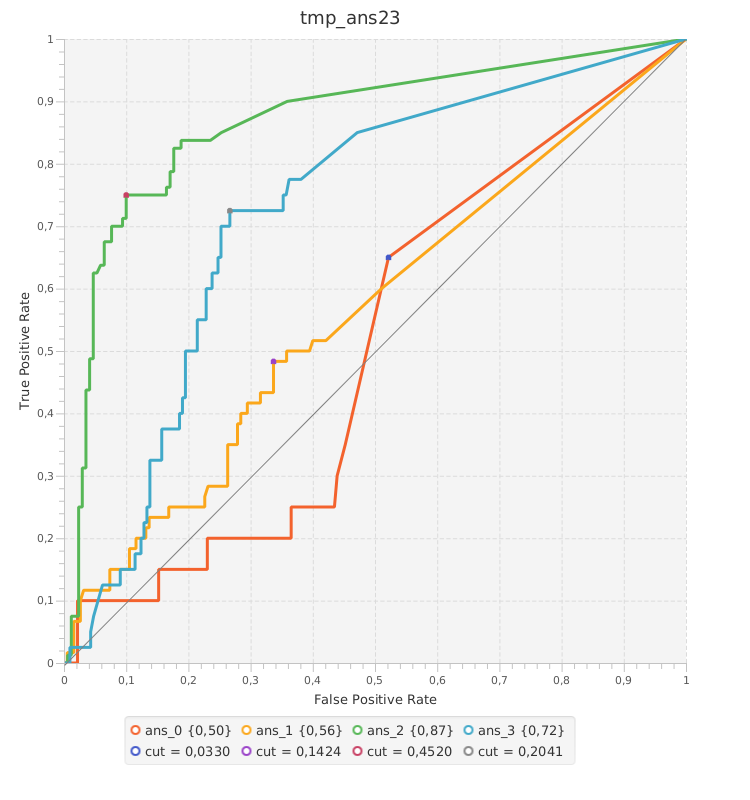 tmp_ans23
1
0,9
0,8
0,7
0,6
0,5
0,4
0,3
0,2
0,1
0
True Positive Rate
0 0,1 0,2 0,3 0,4 0,5 0,6 0,7 0,8 0,9 1
False Positive Rate
ans_0 {0,50} ans_1 {0,56} ans_2 {0,87} ans_3 {0,72}
cut = 0,0330 cut = 0,1424 cut = 0,4520 cut = 0,2041